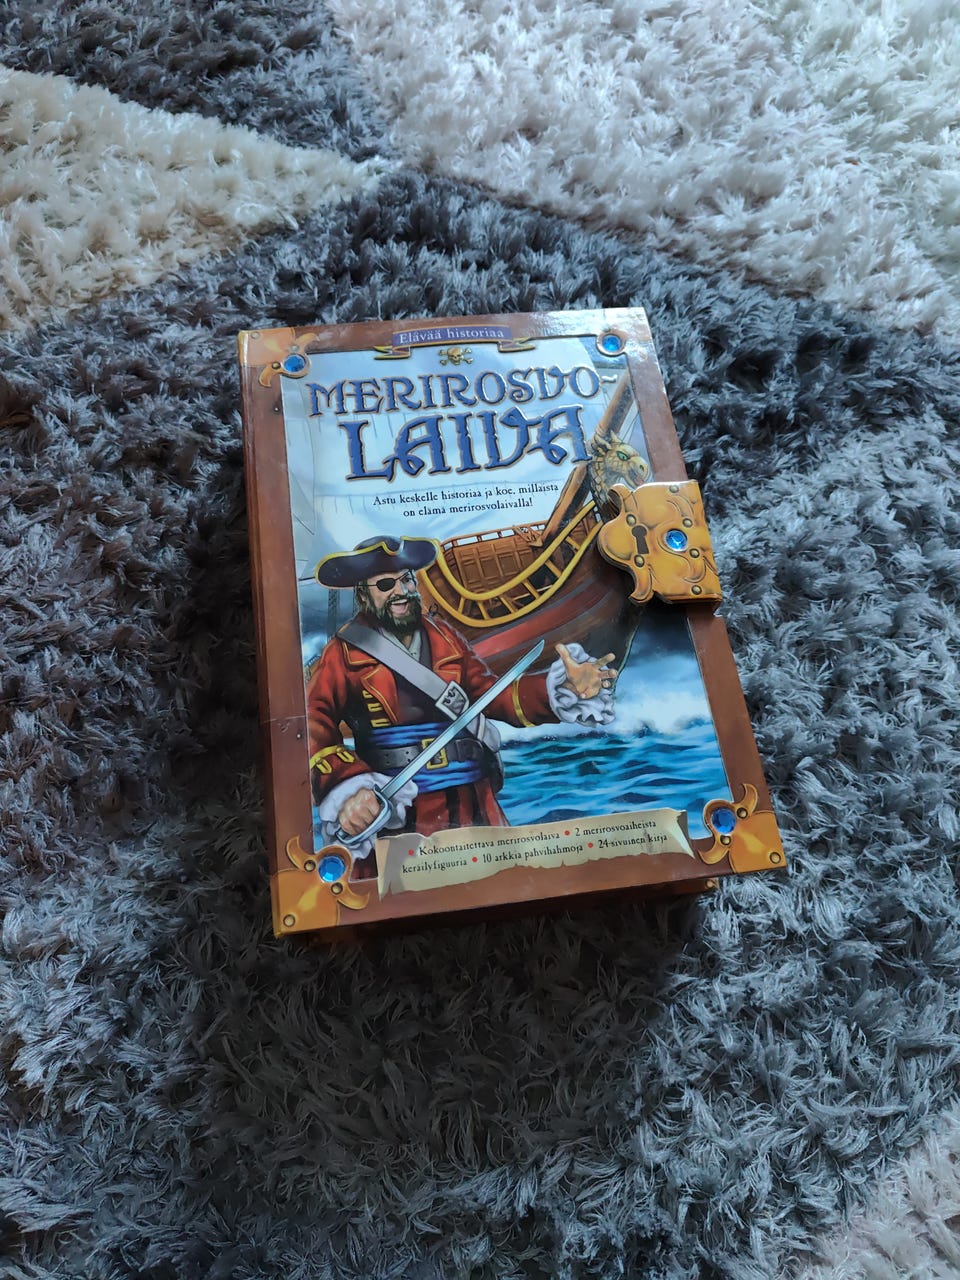 Elävää historiaa
MERIROSVO-
LAIVA
Astu keskelle historiaa ja koe, millaista
on elämä merirosvolaivalla!
• Kokoontaitettava merirosvolaiva • 2 merirosvoaiheista
keräilyfiguuria • 10 arkkia pahvihahmoja • 24-sivuinen kirja